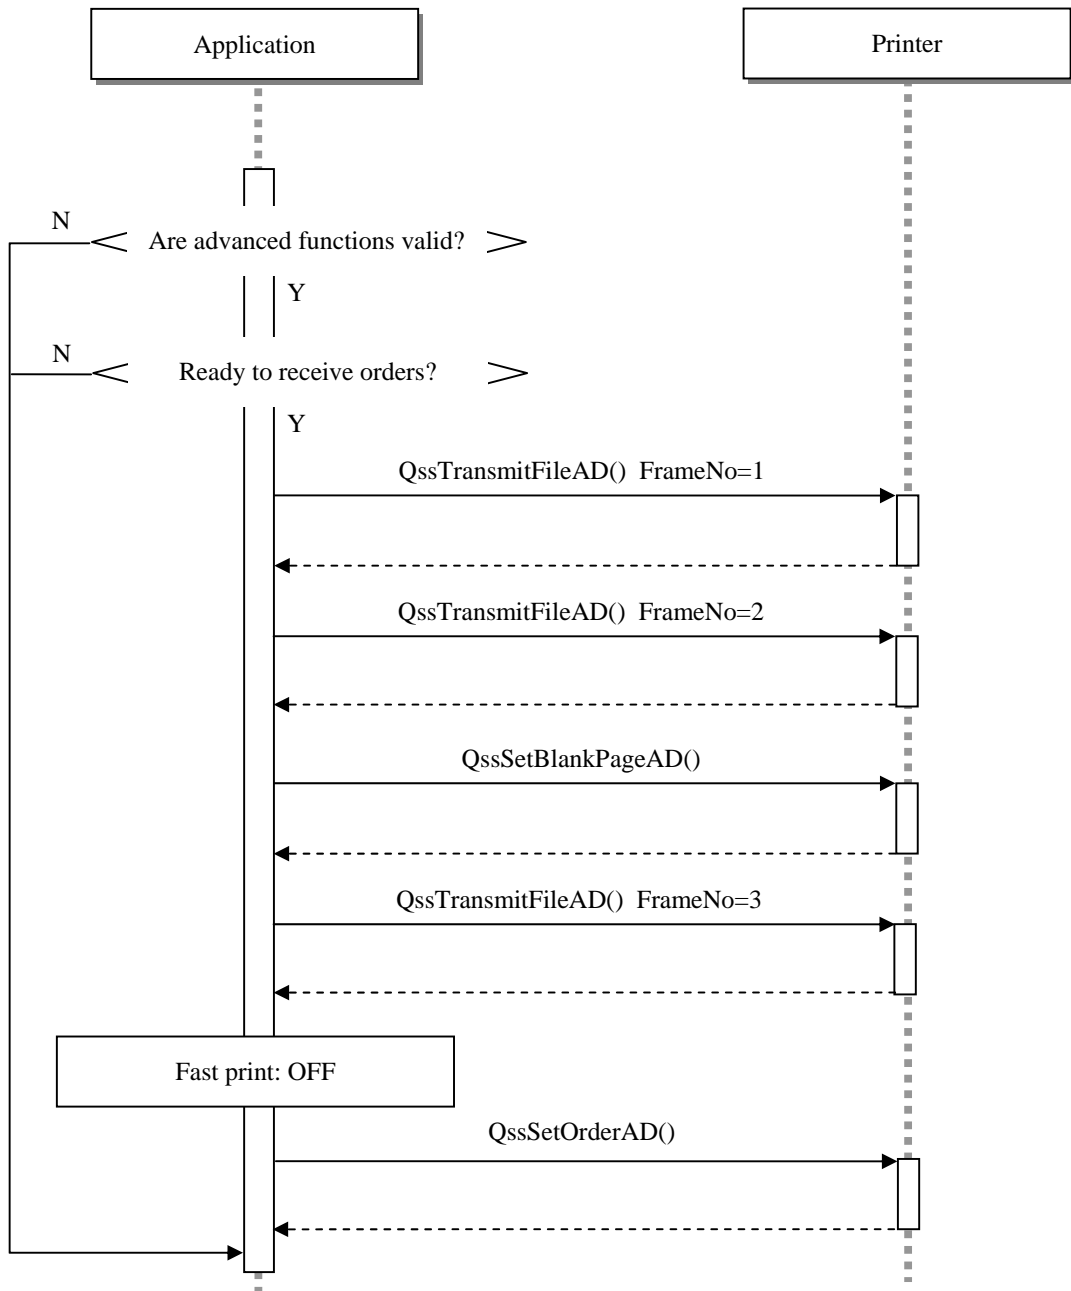 Application
Printer
N
Are advanced functions valid?
Y
N
Ready to receive orders?
Y
QssTransmitFileAD()  FrameNo=1
QssTransmitFileAD()  FrameNo=2
QssSetBlankPageAD()
QssTransmitFileAD()  FrameNo=3
Fast print: OFF
QssSetOrderAD()